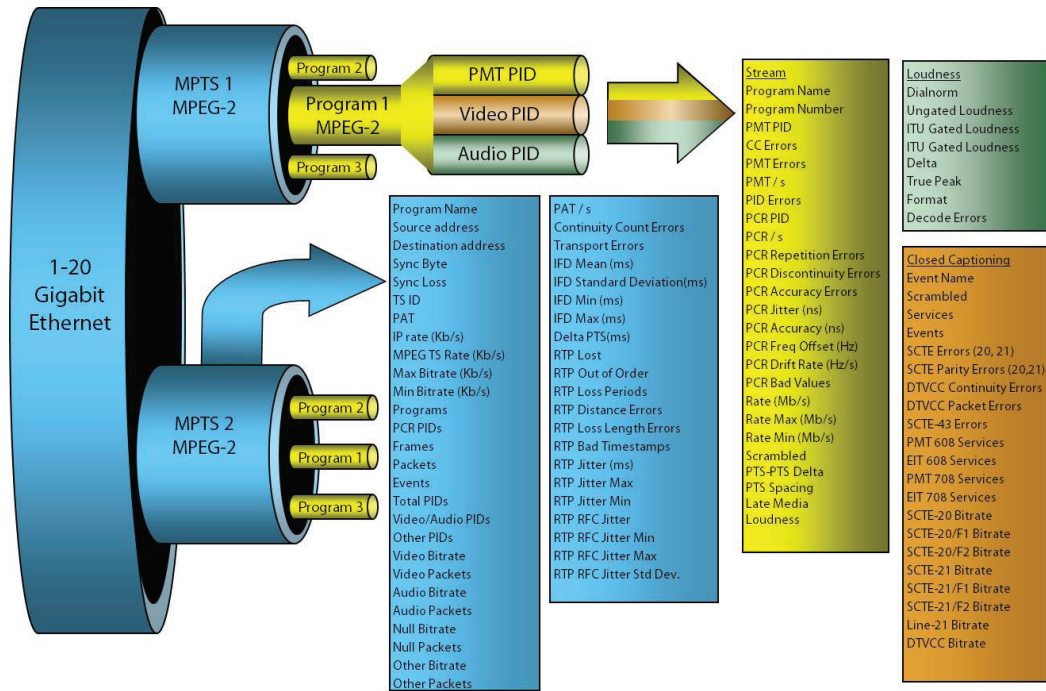 1-20
Gigabit
Ethernet
MPTS 1
MPEG-2
Program 2
Program 1
MPEG-2
Program 3
PMT PID
Video PID
Audio PID
MPTS 2
MPEG-2
Program 2
Program 1
Program 3
Program Name
Source address
Destination address
Sync Byte
Sync Loss
TS ID
PAT
IP rate (Kb/s)
MPEG TS Rate (Kb/s)
Max Bitrate (Kb/s)
Min Bitrate (Kb/s)
Programs
PCR PIDs
Frames
Packets
Events
Total PIDs
Video/Audio PIDs
Other PIDs
Video Bitrate
Video Packets
Audio Bitrate
Audio Packets
Null Bitrate
Null Packets
Other Bitrate
Other Packets
PAT / s
Continuity Count Errors
Transport Errors
IFD Mean (ms)
IFD Standard Deviation(ms)
IFD Min (ms)
IFD Max (ms)
Delta PTS(ms)
RTP Lost
RTP Out of Order
RTP Loss Periods
RTP Distance Errors
RTP Loss Length Errors
RTP Bad Timestamps
RTP Jitter (ms)
RTP Jitter Max
RTP Jitter Min
RTP RFC Jitter
RTP RFC Jitter Min
RTP RFC Jitter Max
RTP RFC Jitter Std Dev.
Stream
Program Name
Program Number
PMT PID
CC Errors
PMT Errors
PMT / s
PID Errors
PCR PID
PCR / s
PCR Repetition Errors
PCR Discontinuity Errors
PCR Accuracy Errors
PCR Jitter (ns)
PCR Accuracy (ns)
PCR Freq Offset (Hz)
PCR Drift Rate (Hz/s)
PCR Bad Values
Rate (Mb/s)
Rate Max (Mb/s)
Rate Min (Mb/s)
Scrambled
PTS-PTS Delta
PTS Spacing
Late Media
Loudness
Loudness
Dialnorm
Ungated Loudness
ITU Gated Loudness
ITU Gated Loudness
Delta
True Peak
Format
Decode Errors
Closed Captioning
Event Name
Scrambled
Services
Events
SCTE Errors (20, 21)
SCTE Parity Errors (20,21)
DTVCC Continuity Errors
DTVCC Packet Errors
SCTE-43 Errors
PMT 608 Services
EIT 608 Services
PMT 708 Services
EIT 708 Services
SCTE-20 Bitrate
SCTE-20/F1 Bitrate
SCTE-20/F2 Bitrate
SCTE-21 Bitrate
SCTE-21/F1 Bitrate
SCTE-21/F2 Bitrate
Line-21 Bitrate
DTVCC Bitrate